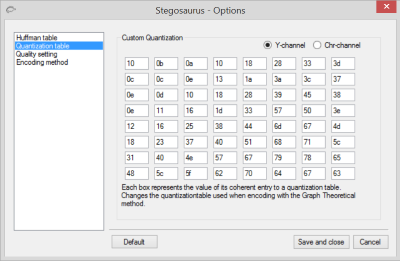 Stegosaurus - Options
Huffman table
Quantization table
Quality setting
Encoding method
Custom Quantization
Y-channel Chr-channel
10 0b 0a 10 18 28 33 3d
0c 0c 0e 13 1a 3a 3c 37
0e 0d 10 18 28 39 45 38
0e 11 16 1d 33 57 50 3e
12 16 25 38 44 6d 67 4d
18 23 37 40 51 68 71 5c
31 40 4e 57 67 79 78 65
48 5c 5f 62 70 64 67 63
Each box represents the value of its coherent entry to a quantization table.
Changes the quantizationtable used when encoding with the Graph Theoretical
method.
Default Save and close Cancel